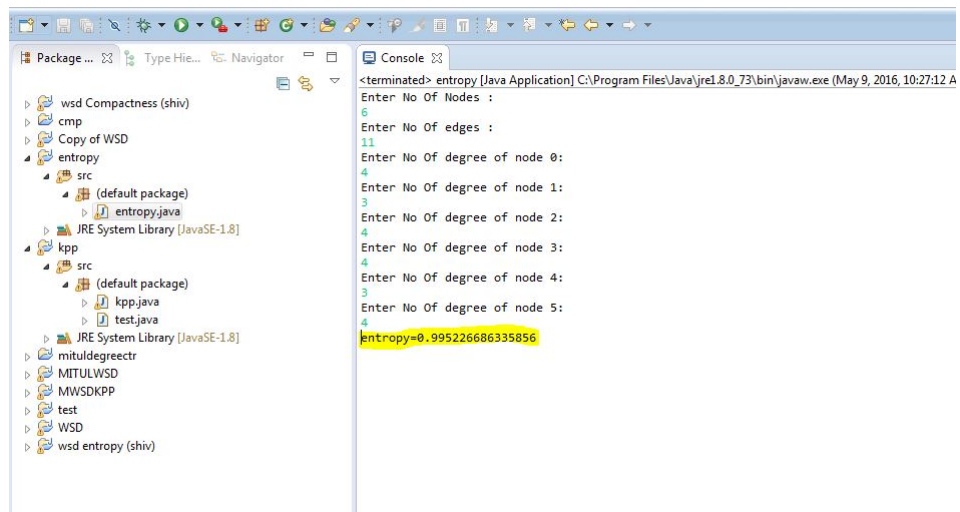 Package ... Type Hie... Navigator
wsd Compactness (shiv)
cmp
Copy of WSD
entropy
src
(default package)
entropy.java
JRE System Library [JavaSE-1.8]
kpp
src
(default package)
kpp.java
test.java
JRE System Library [JavaSE-1.8]
mituldegreectr
MITULWSD
MWSDKPP
test
WSD
wsd entropy (shiv)
Console
<terminated> entropy [Java Application] C:\Program Files\Java\jre1.8.0_73\bin\javaw.exe (May 9, 2016, 10:27:12 A
Enter No Of Nodes :
6
Enter No Of edges :
11
Enter No Of degree of node 0:
4
Enter No Of degree of node 1:
3
Enter No Of degree of node 2:
4
Enter No Of degree of node 3:
4
Enter No Of degree of node 4:
3
Enter No Of degree of node 5:
4
entropy=0.995226686335856